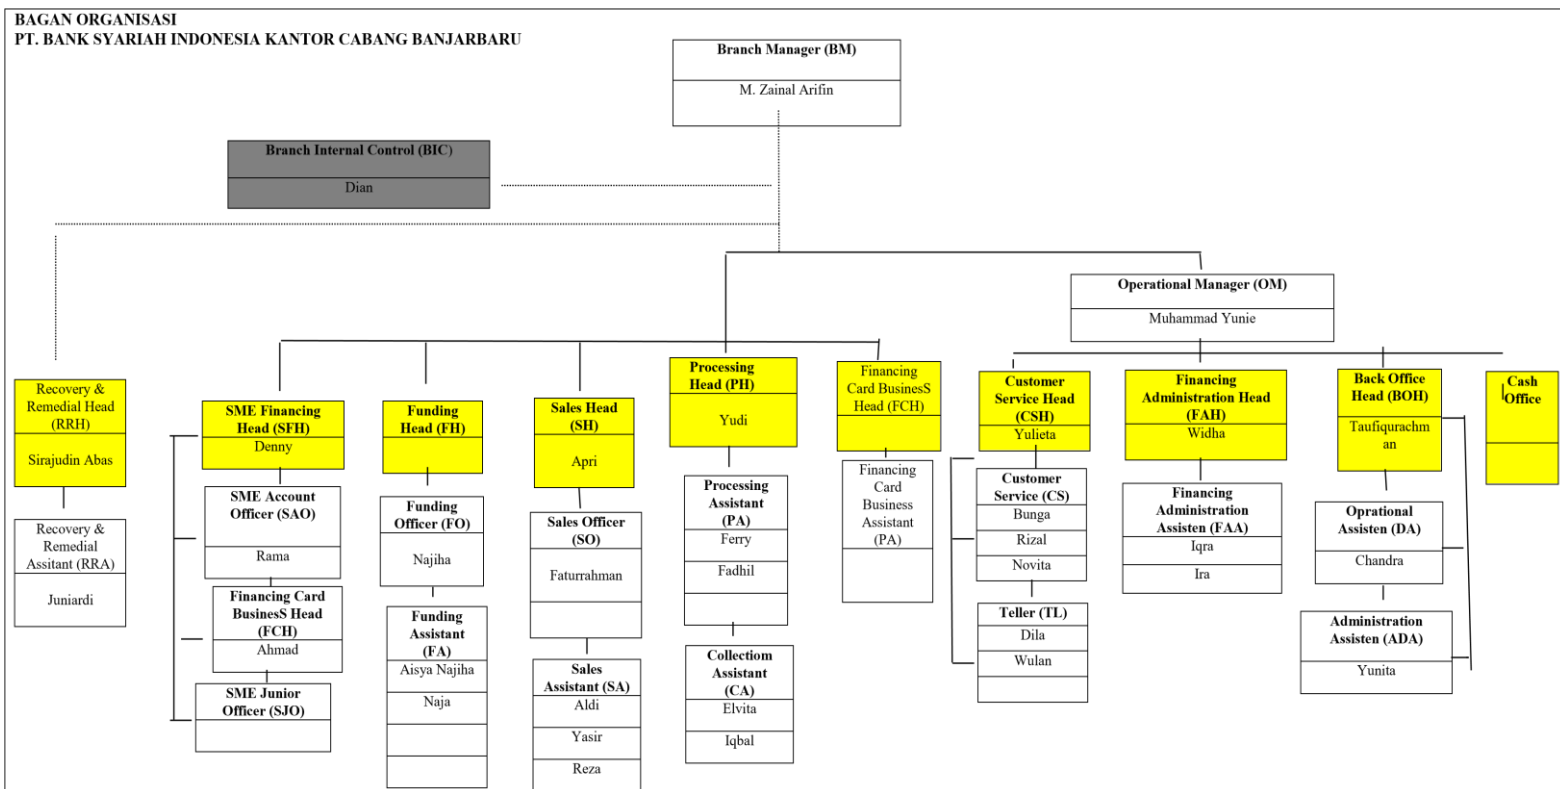 BAGAN ORGANISASI
PT. BANK SYARIAH INDONESIA KANTOR CABANG BANJARBARU
Branch Manager (BM)
M. Zainal Arifin
Branch Internal Control (BIC)
Dian
Operational Manager (OM)
Muhammad Yunie
Recovery &
Remedial Head
(RRH)
Sirajudin Abas
Recovery &
Remedial
Assitant (RRA)
Juniardi
SME Financing
Head (SFH)
Denny
SME Account
Officer (SAO)
Rama
Financing Card
BusinesS Head
(FCH)
Ahmad
SME Junior
Officer (SJO)
Funding
Head (FH)
Funding
Officer (FO)
Najiha
Funding
Assistant
(FA)
Aisya Najiha
Naja
Sales Head
(SH)
Apri
Sales Officer
(SO)
Faturrahman
Sales
Assistant (SA)
Aldi
Yasir
Reza
Processing
Head (PH)
Yudi
Processing
Assistant
(PA)
Ferry
Fadhil
Collectiom
Assistant
(CA)
Elvita
Iqbal
Financing
Card BusinesS
Head (FCH)
Financing
Card
Business
Assistant
(PA)
Customer
Service Head
(CSH)
Yulieta
Customer
Service (CS)
Bunga
Rizal
Novita
Teller (TL)
Dila
Wulan
Financing
Administration Head
(FAH)
Widha
Financing
Administration
Assisten (FAA)
Iqra
Ira
Back Office
Head (BOH)
Taufiqurachm
an
Oprational
Assisten (DA)
Chandra
Administration
Assisten (ADA)
Yunita
Cash
Office